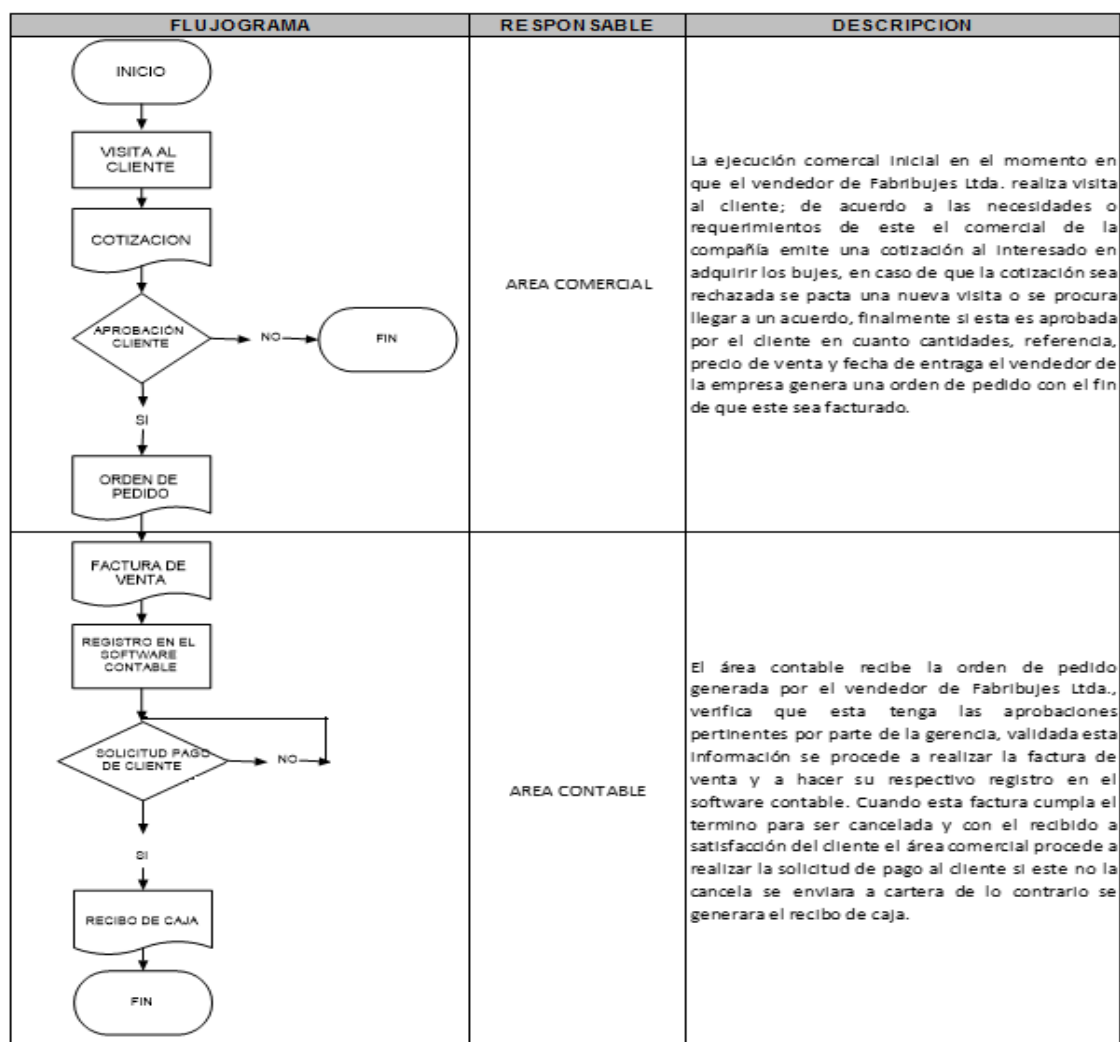 FLUJOGRAMA
RESPONSABLE
DESCRIPCION
INICIO
VISITA AL
CLIENTE
COTIZACION
APROBACIÓN
CLIENTE
NO
FIN
SI
ORDEN DE
PEDIDO
AREA COMERCIAL
La ejecución comercal inicial en el momento en
que el vendedor de Fabribujes Ltda. realiza visita
al cliente; de acuerdo a las necesidades o
requerimientos de este el comercial de la
compañía emite una cotización al interesado en
adquirir los bujes, en caso de que la cotización sea
rechazada se pacta una nueva visita o se procura
llegar a un acuerdo, finalmente si esta es aprobada
por el cliente en cuanto cantidades, referencia,
precio de venta y fecha de entraga el vendedor de
la empresa genera una orden de pedido con el fin
de que este sea facturado.
FACTURA DE
VENTA
REGISTRO EN EL
SOFTWARE
CONTABLE
SOLICITUD PAGO
DE CLIENTE
NO
SI
RECIBO DE CAJA
FIN
AREA CONTABLE
El área contable recibe la orden de pedido
generada por el vendedor de Fabribujes Ltda.,
verifica que esta tenga las aprobaciones
pertinentes por parte de la gerencia, validada esta
información se procede a realizar la factura de
venta y a hacer su respectivo registro en el
software contable. Cuando esta factura cumpla el
termino para ser cancelada y con el recibido a
satisfacción del cliente el área comercial procede a
realizar la solicitud de pago al cliente si este no la
cancela se enviara a cartera de lo contrario se
generara el recibo de caja.